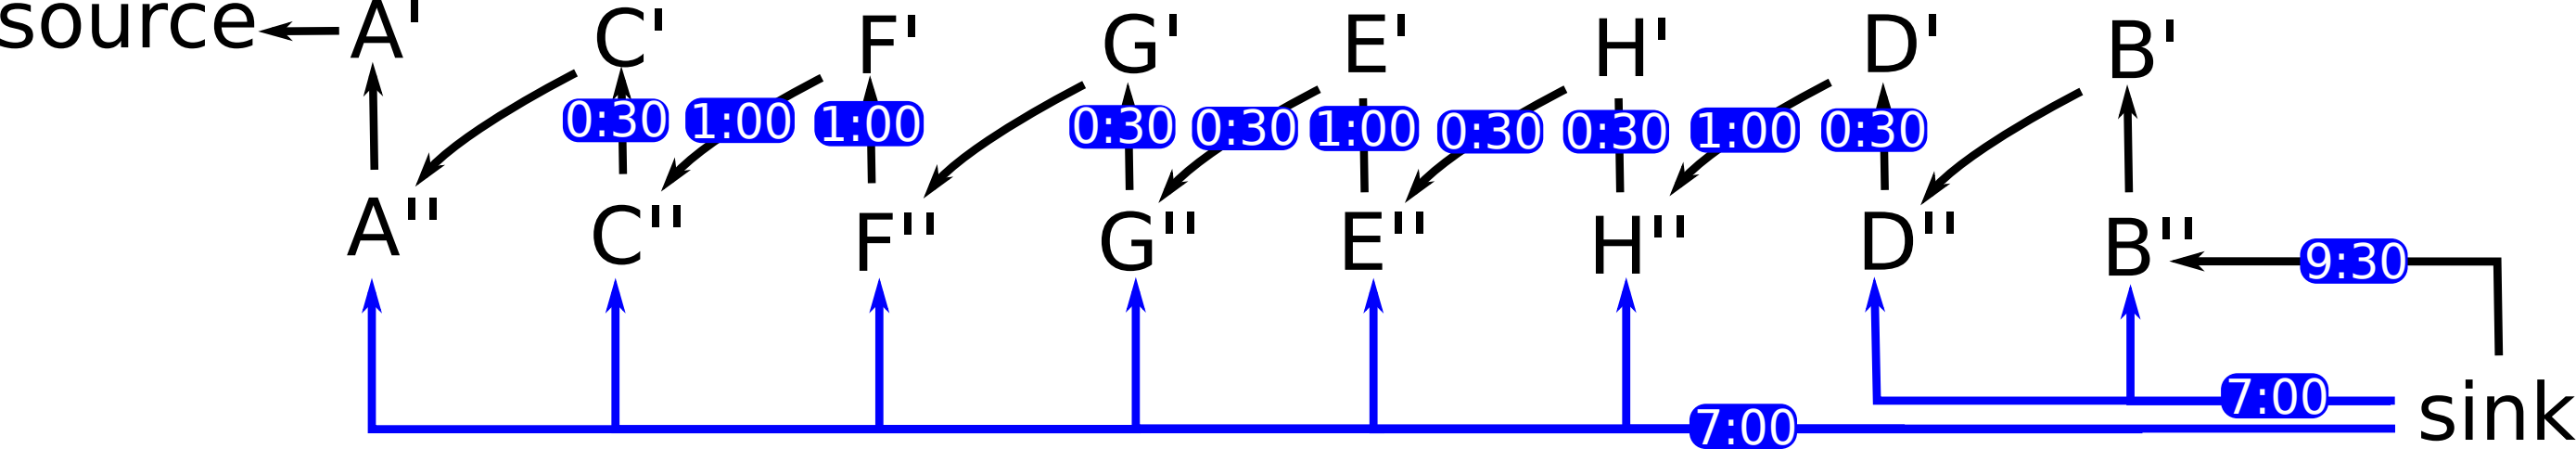 source A' C' F' G' E' H' D' B'
0:30 1:00 1:00 0:30 0:30 1:00 0:30 0:30 1:00 0:30
A'' C'' F'' G'' E'' H'' D'' B'' 9:30
7:00 7:00 sink